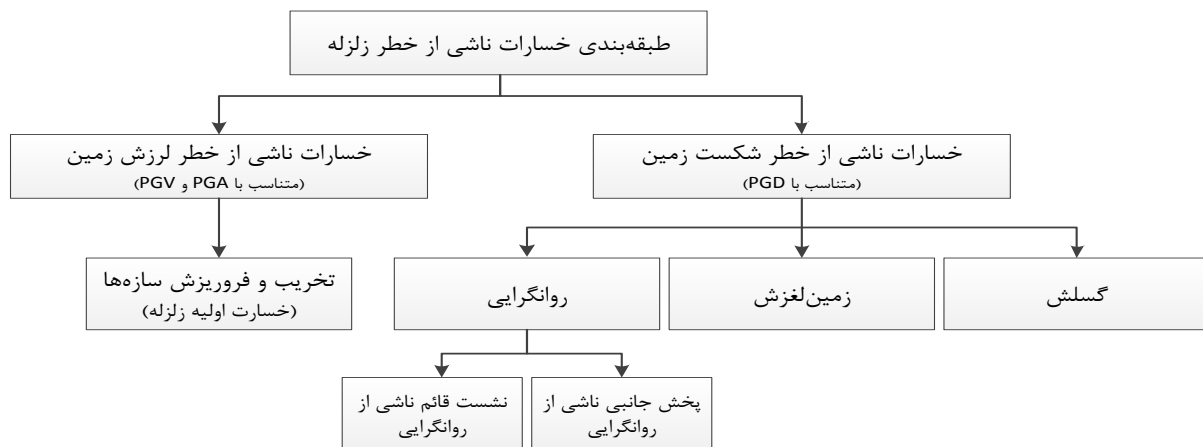 طبقه‌بندی خسارات ناشی از خطر زلزله
خسارات ناشی از خطر شکست زمین
(متناسب با PGD)
خسارات ناشی از خطر لرزش زمین
(متناسب با PGA و PGV)
گسلش
زمین‌لغزش
روانگرایی
تخریب و فروریزش سازه‌ها
(خسارت اولیه زلزله)
پخش جانبی ناشی از
روانگرایی
نشست قائم ناشی از
روانگرایی